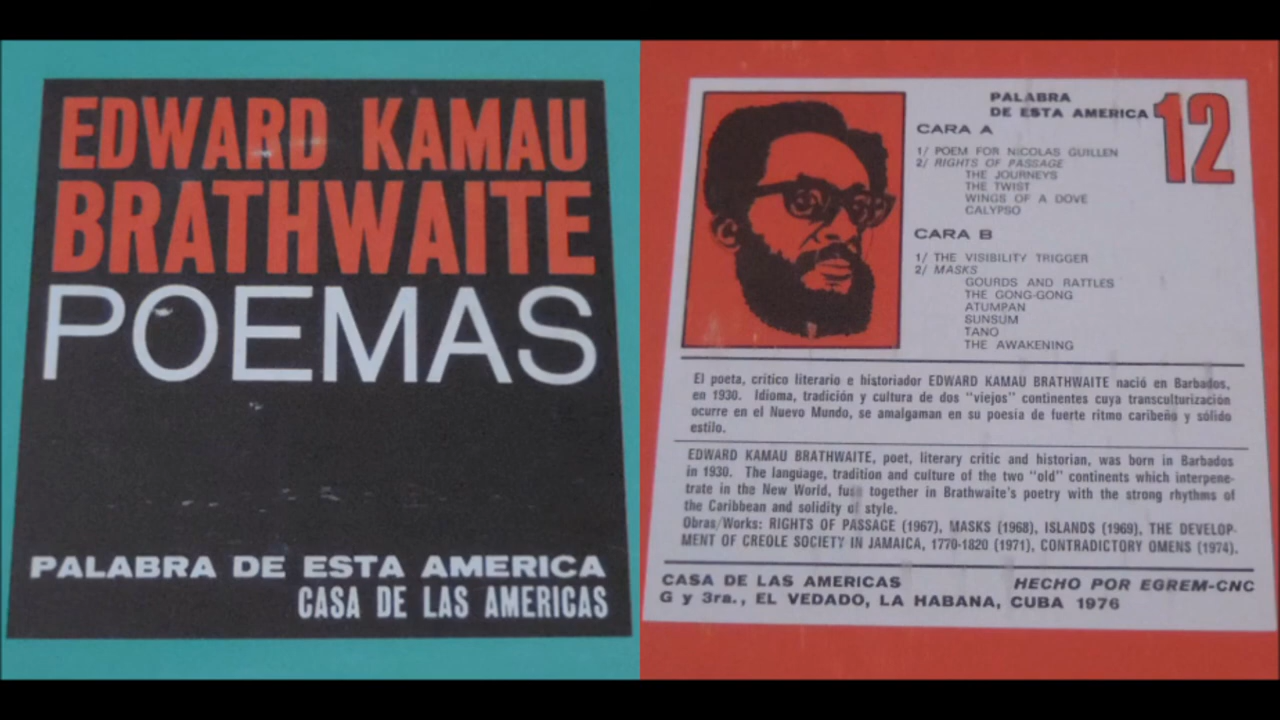 EDWARD KAMAU
BRATHWAITE
POEMAS
PALABRA DE ESTA AMERICA
CASA DE LAS AMERICAS
PALABRA
DE ESTA AMERICA 12
CARA A
1/ POEM FOR NICOLAS GUILLEN
2/ RIGHTS OF PASSAGE
THE JOURNEYS
THE TWIST
WINGS OF A DOVE
CALYPSO
CARA B
1/ THE VISIBILITY TRIGGER
2/ MASKS
GOURDS AND RATTLES
THE GONG-GONG
ATUMPAN
SUNSUM
TANO
THE AWAKENING
El poeta, crítico literario e historiador EDWARD KAMAU BRATHWAITE nació en Barbados,
en 1930. Idioma, tradición y cultura de dos "viejos" continentes cuya transculturización
ocurre en el Nuevo Mundo, se amalgaman en su poesía de fuerte ritmo caribeño y sólido
estilo.
EDWARD KAMAU BRATHWAITE, poet, literary critic and historian, was born in Barbados
in 1930. The language, tradition and culture of the two "old" continents which interpene-
trate in the New World, fuse together in Brathwaite's poetry with the strong rhythms of
the Caribbean and solidity of style.
Obras/Works: RIGHTS OF PASSAGE (1967), MASKS (1968), ISLANDS (1969), THE DEVELOP-
MENT OF CREOLE SOCIETY IN JAMAICA, 1770-1820 (1971), CONTRADICTORY OMENS (1974).
CASA DE LAS AMERICAS HECHO POR EGREM-CNC
G y 3ra., EL VEDADO, LA HABANA, CUBA 1976